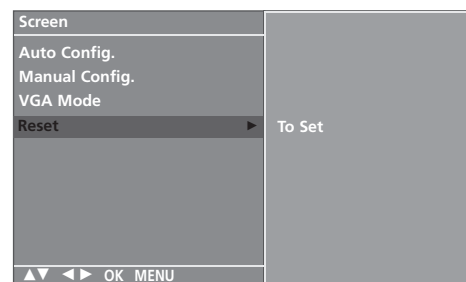 Screen
Auto Config.
Manual Config.
VGA Mode
Reset ► To Set
▲▼ ◄► OK MENU